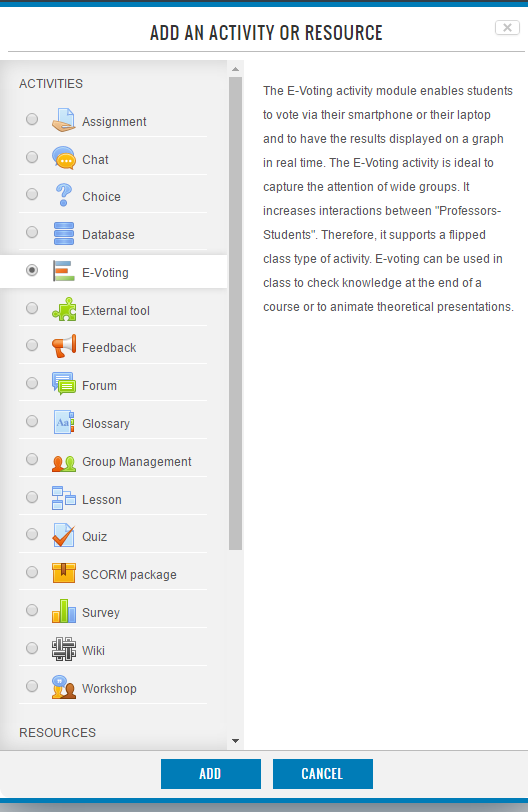 ADD AN ACTIVITY OR RESOURCE
ACTIVITIES
Assignment
Chat
Choice
Database
E-Voting
External tool
Feedback
Forum
Glossary
Group Management
Lesson
Quiz
SCORM package
Survey
Wiki
Workshop
RESOURCES
The E-Voting activity module enables students
to vote via their smartphone or their laptop
and to have the results displayed on a graph
in real time. The E-Voting activity is ideal to
capture the attention of wide groups. It
increases interactions between "Professors-
Students". Therefore, it supports a flipped
class type of activity. E-voting can be used in
class to check knowledge at the end of a
course or to animate theoretical presentations.
ADD
CANCEL